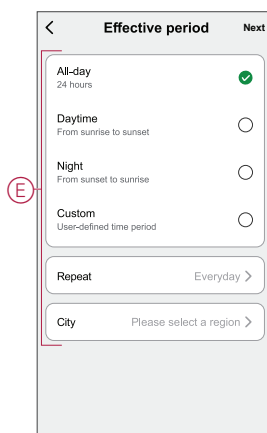 Effective period Next
All-day
24 hours
Daytime
From sunrise to sunset
Night
From sunset to sunrise
Custom
User-defined time period
E
Repeat Everyday >
City Please select a region >